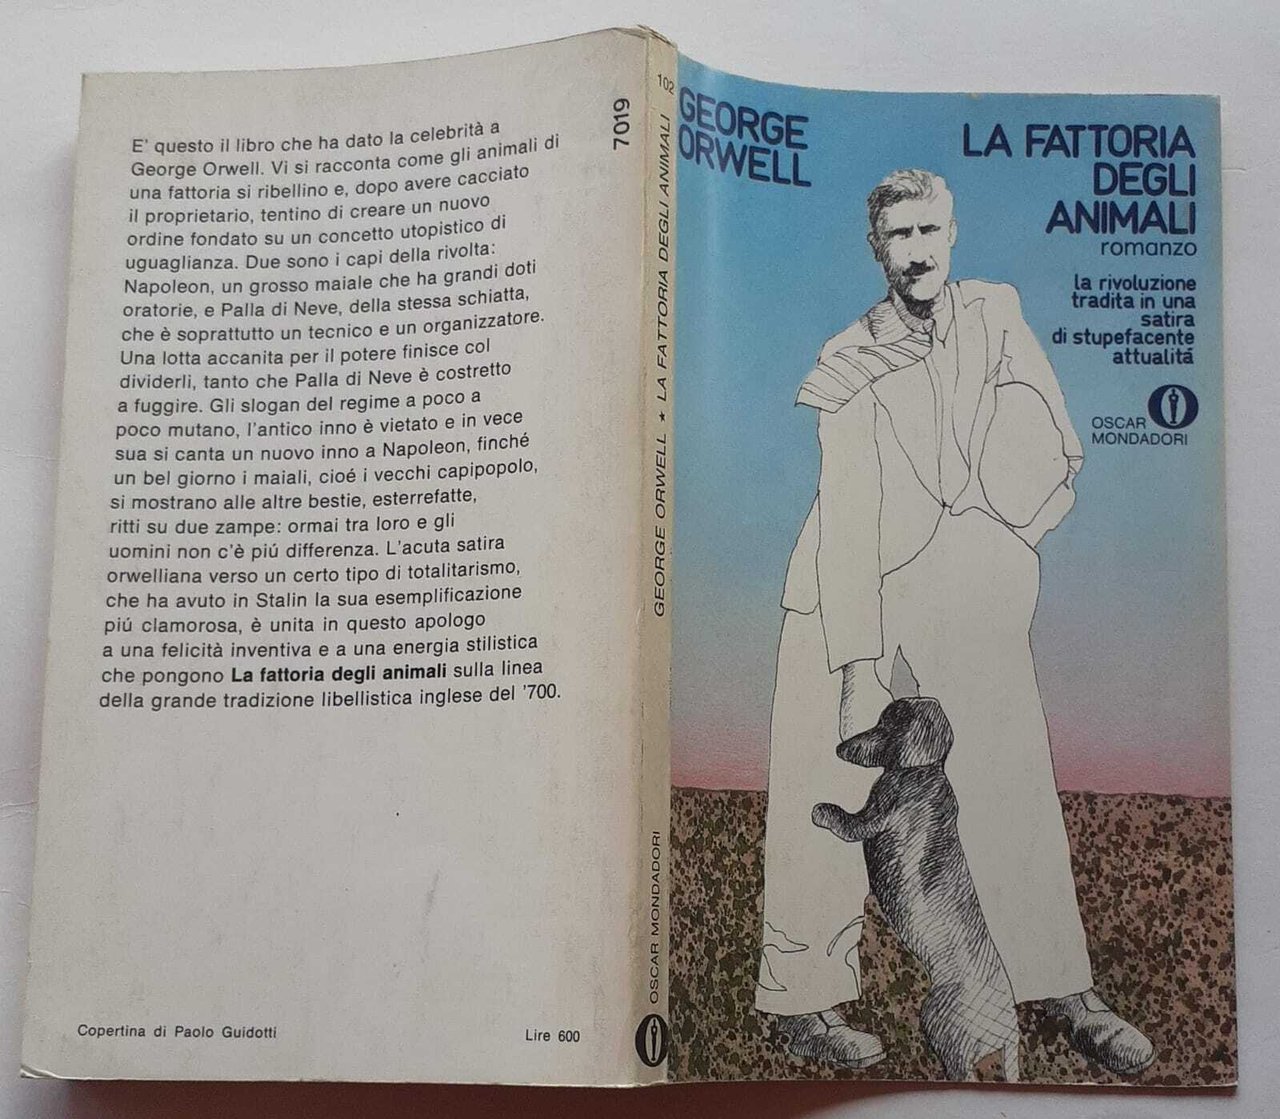 E' questo il libro che ha dato la celebrità a
George Orwell. Vi si racconta come gli animali di
una fattoria si ribellino e, dopo avere cacciato
il proprietario, tentino di creare un nuovo
ordine fondato su un concetto utopistico di
uguaglianza. Due sono i capi della rivolta:
Napoleon, un grosso maiale che ha grandi doti
oratorie, e Palla di Neve, della stessa schiatta,
che è soprattutto un tecnico e un organizzatore.
Una lotta accanita per il potere finisce col
dividerli, tanto che Palla di Neve è costretto
a fuggire. Gli slogan del regime a poco a
poco mutano, l'antico inno è vietato e in vece
sua si canta un nuovo inno a Napoleon, finché
un bel giorno i maiali, cioé i vecchi capipopolo,
si mostrano alle altre bestie, esterrefatte,
ritti su due zampe: ormai tra loro e gli
uomini non c'è piú differenza. L'acuta satira
orwelliana verso un certo tipo di totalitarismo,
che ha avuto in Stalin la sua esemplificazione
piú clamorosa, è unita in questo apologo
a una felicità inventiva e a una energia stilistica
che pongono La fattoria degli animali sulla linea
della grande tradizione libellistica inglese del '700.
Copertina di Paolo Guidotti
Lire 600
7019
102
GEORGE ORWELL ★ LA FATTORIA DEGLI ANIMALI
OSCAR MONDADORI
GEORGE
ORWELL
LA FATTORIA
DEGLI
ANIMALI
romanzo
la rivoluzione
tradita in una
satira
di stupefacente
attualitá
OSCAR
MONDADORI